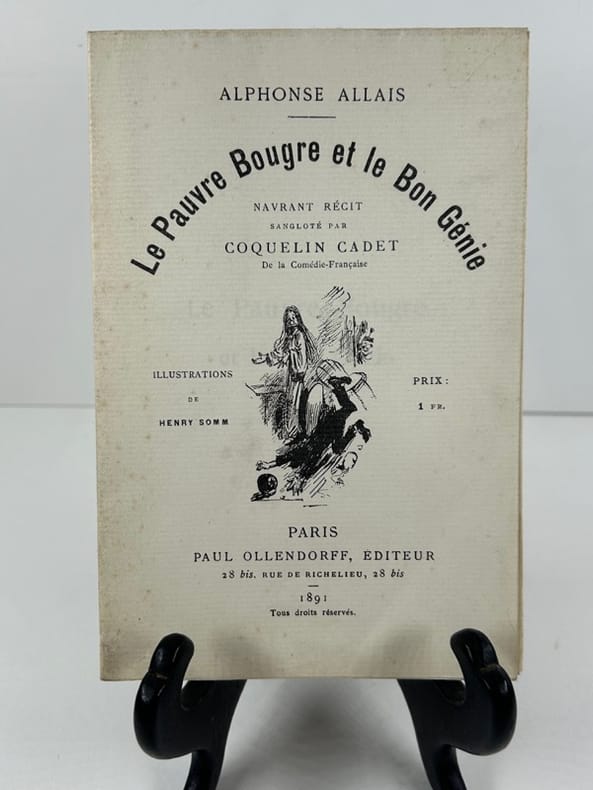 ALPHONSE ALLAIS
Le Pauvre Bougre et le Bon Génie
NAVRANT RÉCIT
SANGLOTÉ PAR
COQUELIN CADET
De la Comédie-Française
ILLUSTRATIONS
DE
HENRY SOMM
PRIX :
1 FR.
PARIS
PAUL OLLENDORFF, EDITEUR
28 bis. RUE DE RICHELIEU, 28 bis
1891
Tous droits réservés.